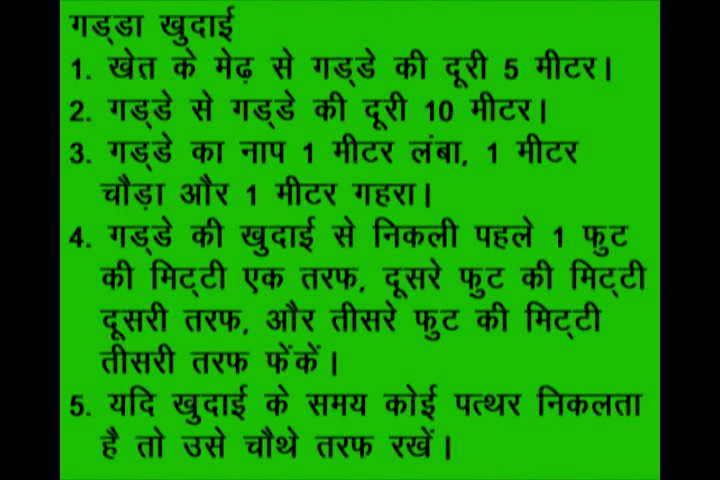 गड्डा खुदाई
1. खेत के मेढ़ से गड्डे की दूरी 5 मीटर।
2. गड्डे से गड्डे की दूरी 10 मीटर।
3. गड्डे का नाप 1 मीटर लंबा, 1 मीटर
चौड़ा और 1 मीटर गहरा।
4. गड्डे की खुदाई से निकली पहले 1 फुट
की मिट्टी एक तरफ, दूसरे फुट की मिट्टी
दूसरी तरफ, और तीसरे फुट की मिट्टी
तीसरी तरफ फेंकें।
5. यदि खुदाई के समय कोई पत्थर निकलता
है तो उसे चौथे तरफ रखें।